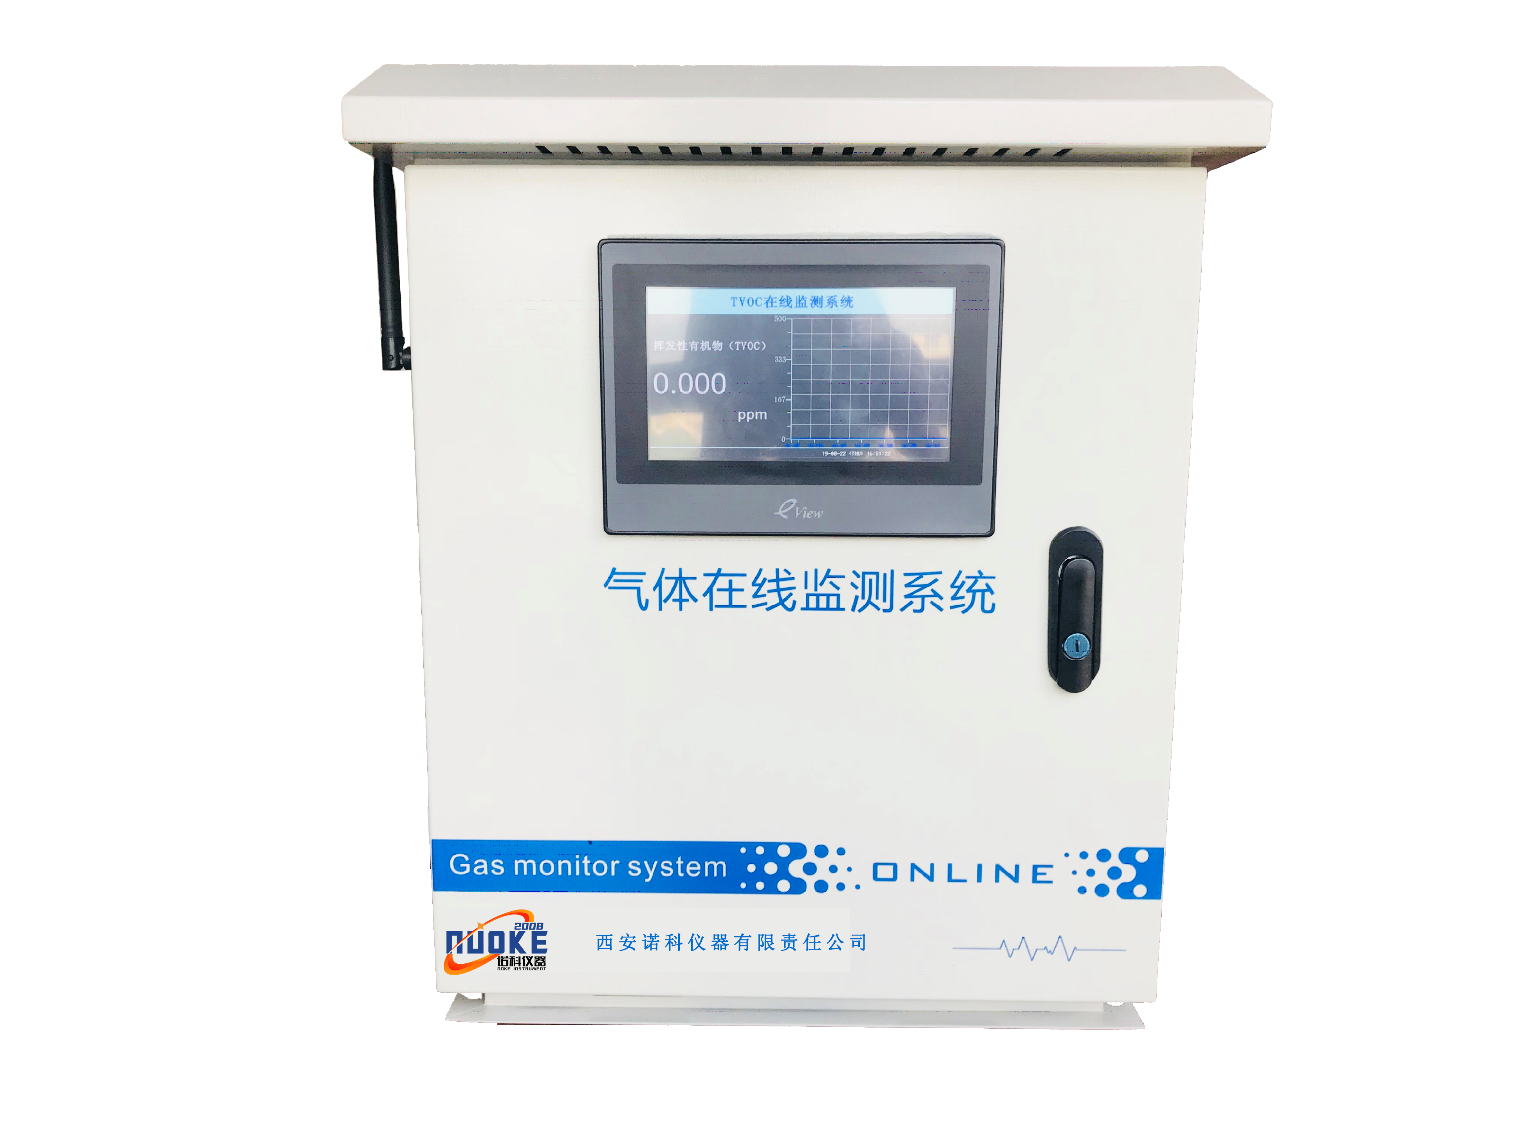 TVOC在线监测系统
挥发性有机物（TVOC）
0.000
ppm
500
333
167
0
eView
气体在线监测系统
Gas monitor system
ONLINE
2008
NUOKE
诺科仪器
NUOKE INSTRUMENT
西安诺科仪器有限责任公司